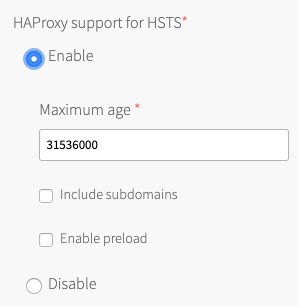 HAProxy support for HSTS*
Enable
Maximum age *
31536000
Include subdomains
Enable preload
Disable